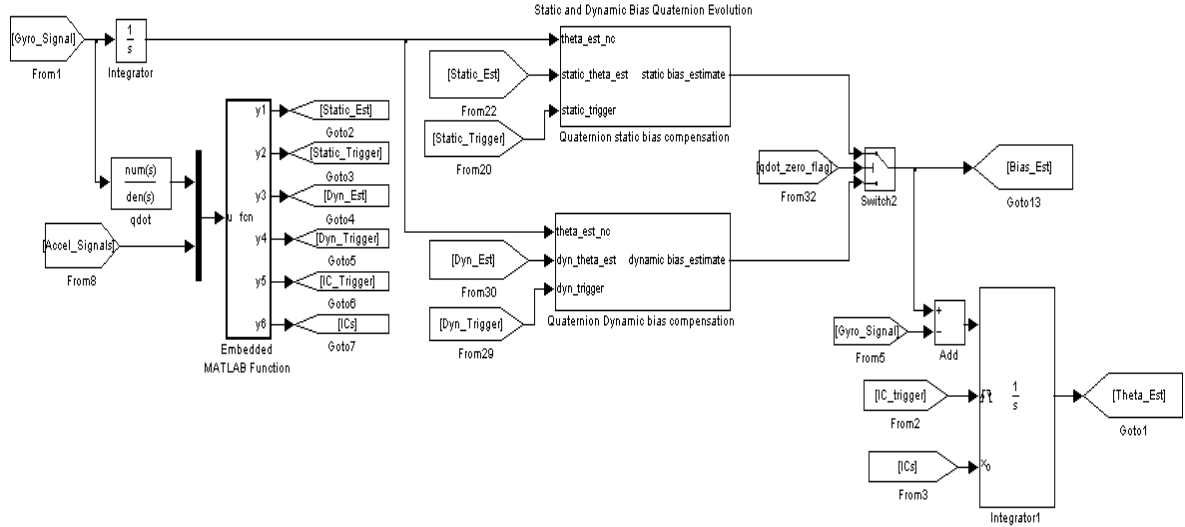 Static and Dynamic Bias Quaternion Evolution
[Gyro_Signal]
From1
1
s
Integrator
num(s)
den(s)
qdot
[Accel_Signals]
From8
u fcn
y1
y2
y3
y4
y5
y6
Embedded
MATLAB Function
[Static_Est]
Goto2
[Static_Trigger]
Goto3
[Dyn_Est]
Goto4
[Dyn_Trigger]
Goto5
[IC_Trigger]
Goto6
[ICs]
Goto7
[Static_Est]
From22
[Static_Trigger]
From20
theta_est_nc
static_theta_est
static_trigger
static bias_estimate
Quaternion static bias compensation
[Dyn_Est]
From30
[Dyn_Trigger]
From29
theta_est_nc
dyn_theta_est
dyn_trigger
dynamic bias_estimate
Quaternion Dynamic bias compensation
[qdot_zero_flag]
From32
Switch2
[Bias_Est]
Goto13
[Gyro_Signal]
From5
+
−
Add
[IC_trigger]
From2
[ICs]
From3
1
s
x0
Integrator1
[Theta_Est]
Goto1